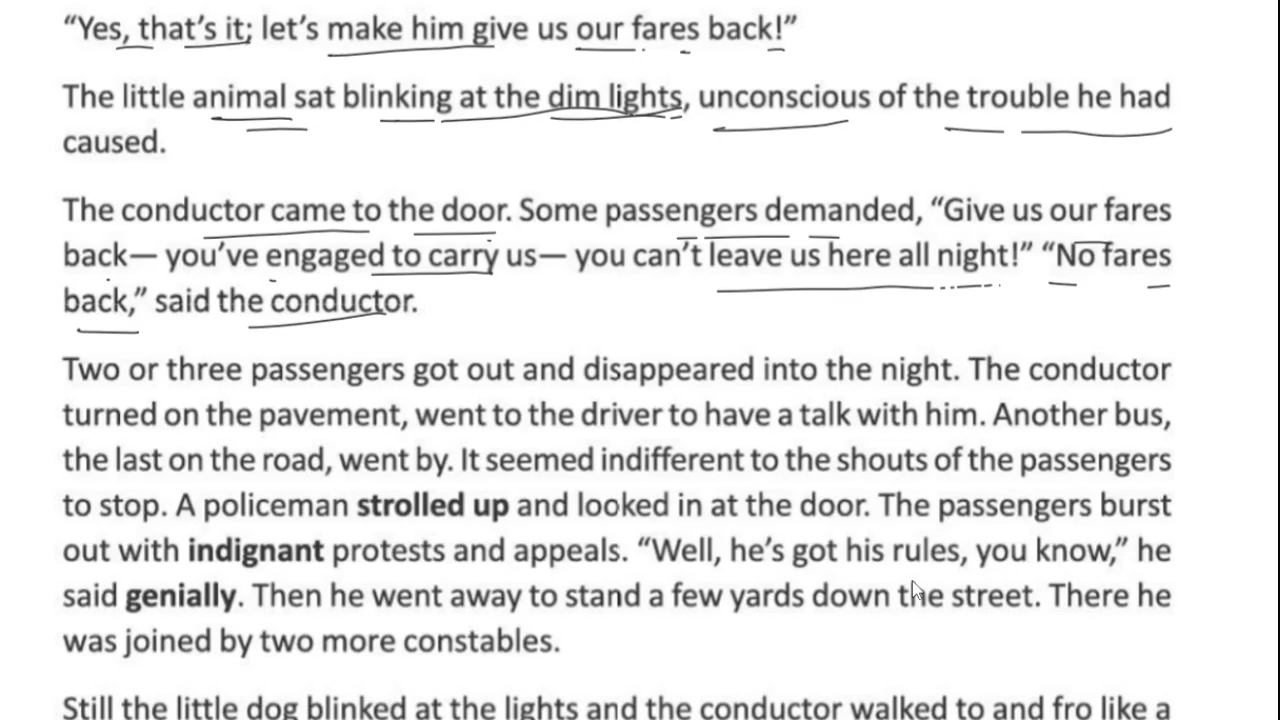 “Yes, that’s it; let’s make him give us our fares back!”
The little animal sat blinking at the dim lights, unconscious of the trouble he had
caused.
The conductor came to the door. Some passengers demanded, “Give us our fares
back— you’ve engaged to carry us— you can’t leave us here all night!” “No fares
back,” said the conductor.
Two or three passengers got out and disappeared into the night. The conductor
turned on the pavement, went to the driver to have a talk with him. Another bus,
the last on the road, went by. It seemed indifferent to the shouts of the passengers
to stop. A policeman strolled up and looked in at the door. The passengers burst
out with indignant protests and appeals. “Well, he’s got his rules, you know,” he
said genially. Then he went away to stand a few yards down the street. There he
was joined by two more constables.
Still the little dog blinked at the lights and the conductor walked to and fro like a